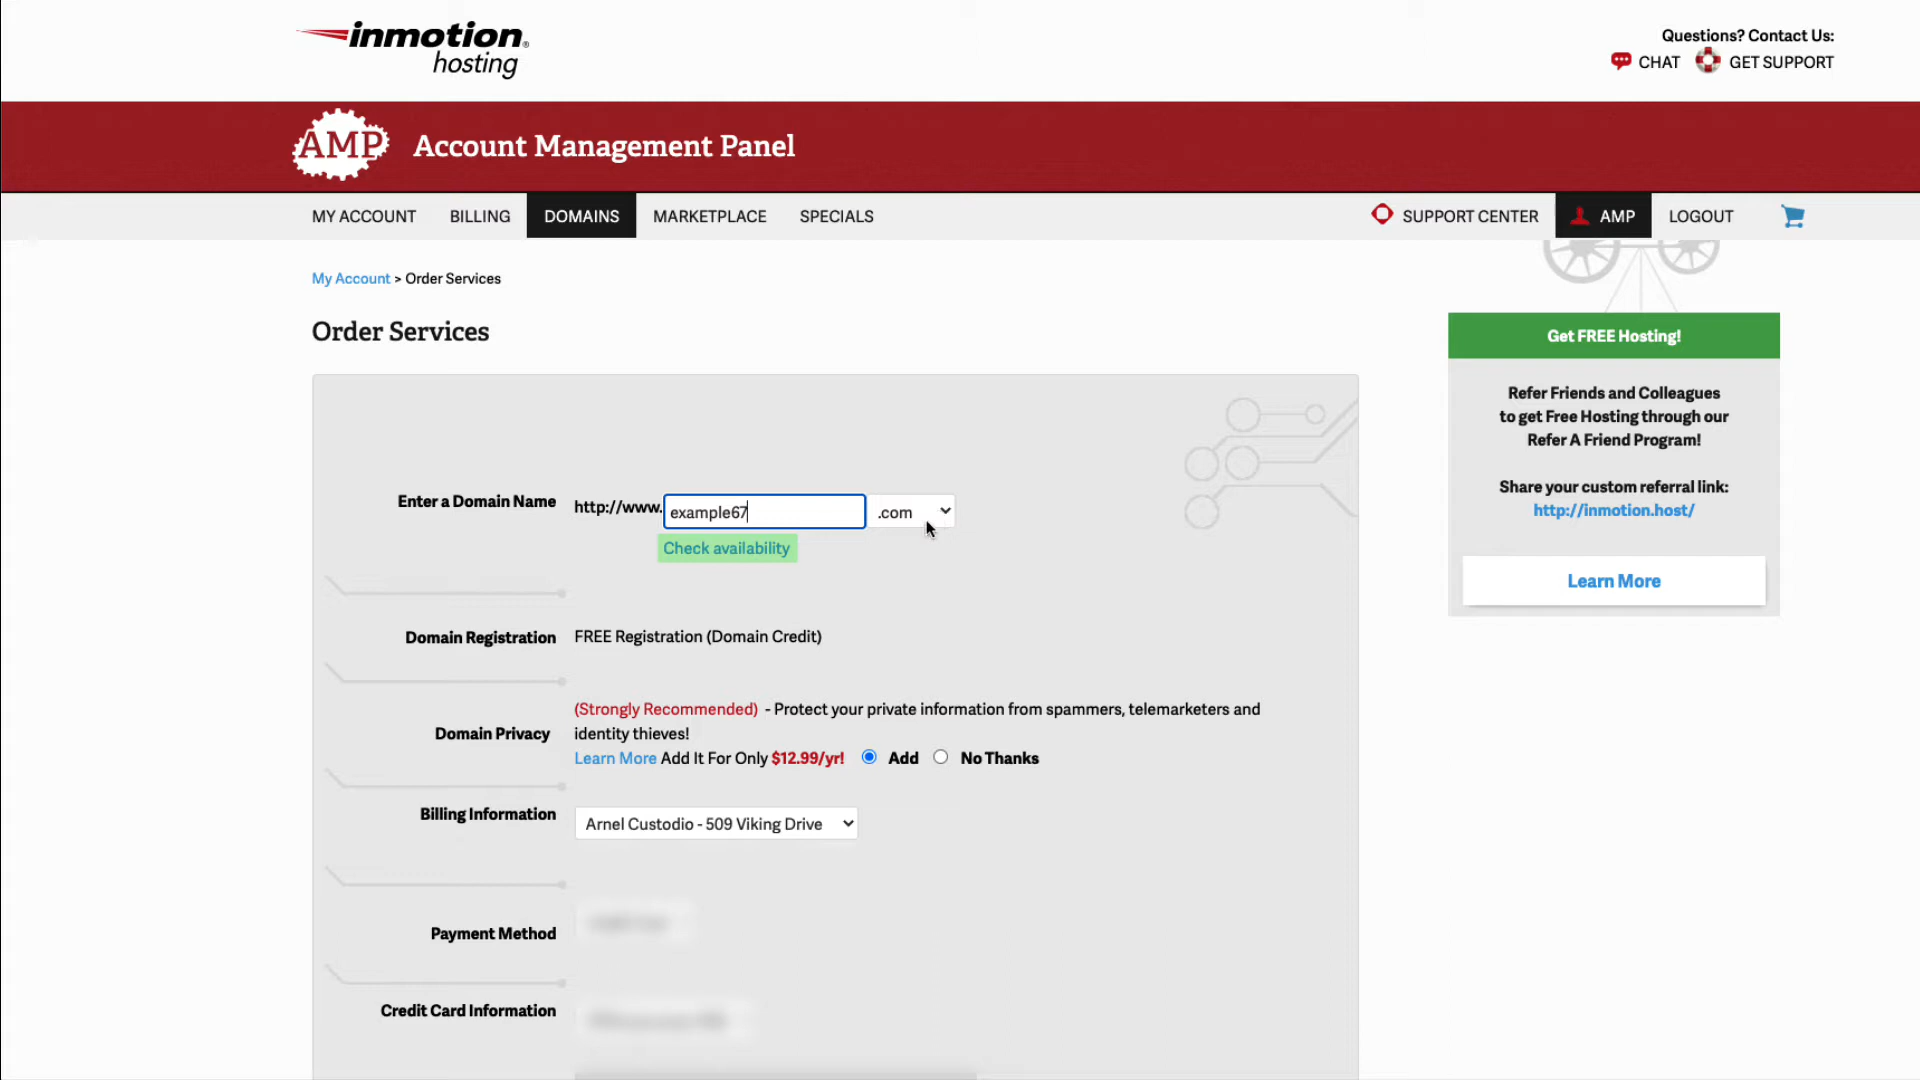 inmotion
hosting
Questions? Contact Us:
CHAT GET SUPPORT
AMP Account Management Panel
MY ACCOUNT BILLING DOMAINS MARKETPLACE SPECIALS SUPPORT CENTER AMP LOGOUT
My Account > Order Services
Order Services
Enter a Domain Name http://www. example67 .com
Check availability
Domain Registration FREE Registration (Domain Credit)
Domain Privacy
(Strongly Recommended) - Protect your private information from spammers, telemarketers and
identity thieves!
Learn More Add It For Only $12.99/yr! Add No Thanks
Billing Information Arnel Custodio - 509 Viking Drive
Payment Method
Credit Card Information
Get FREE Hosting!
Refer Friends and Colleagues
to get Free Hosting through our
Refer A Friend Program!
Share your custom referral link:
http://inmotion.host/
Learn More